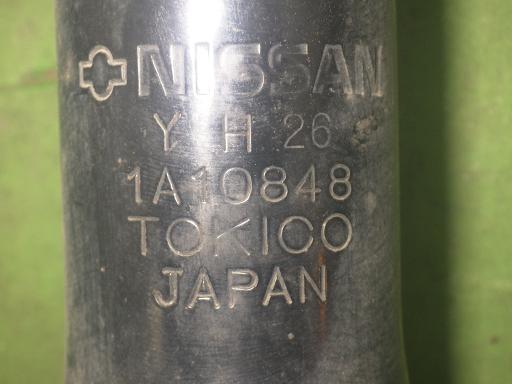 NISSAN
Y H 26
1A10848
TOKICO
JAPAN